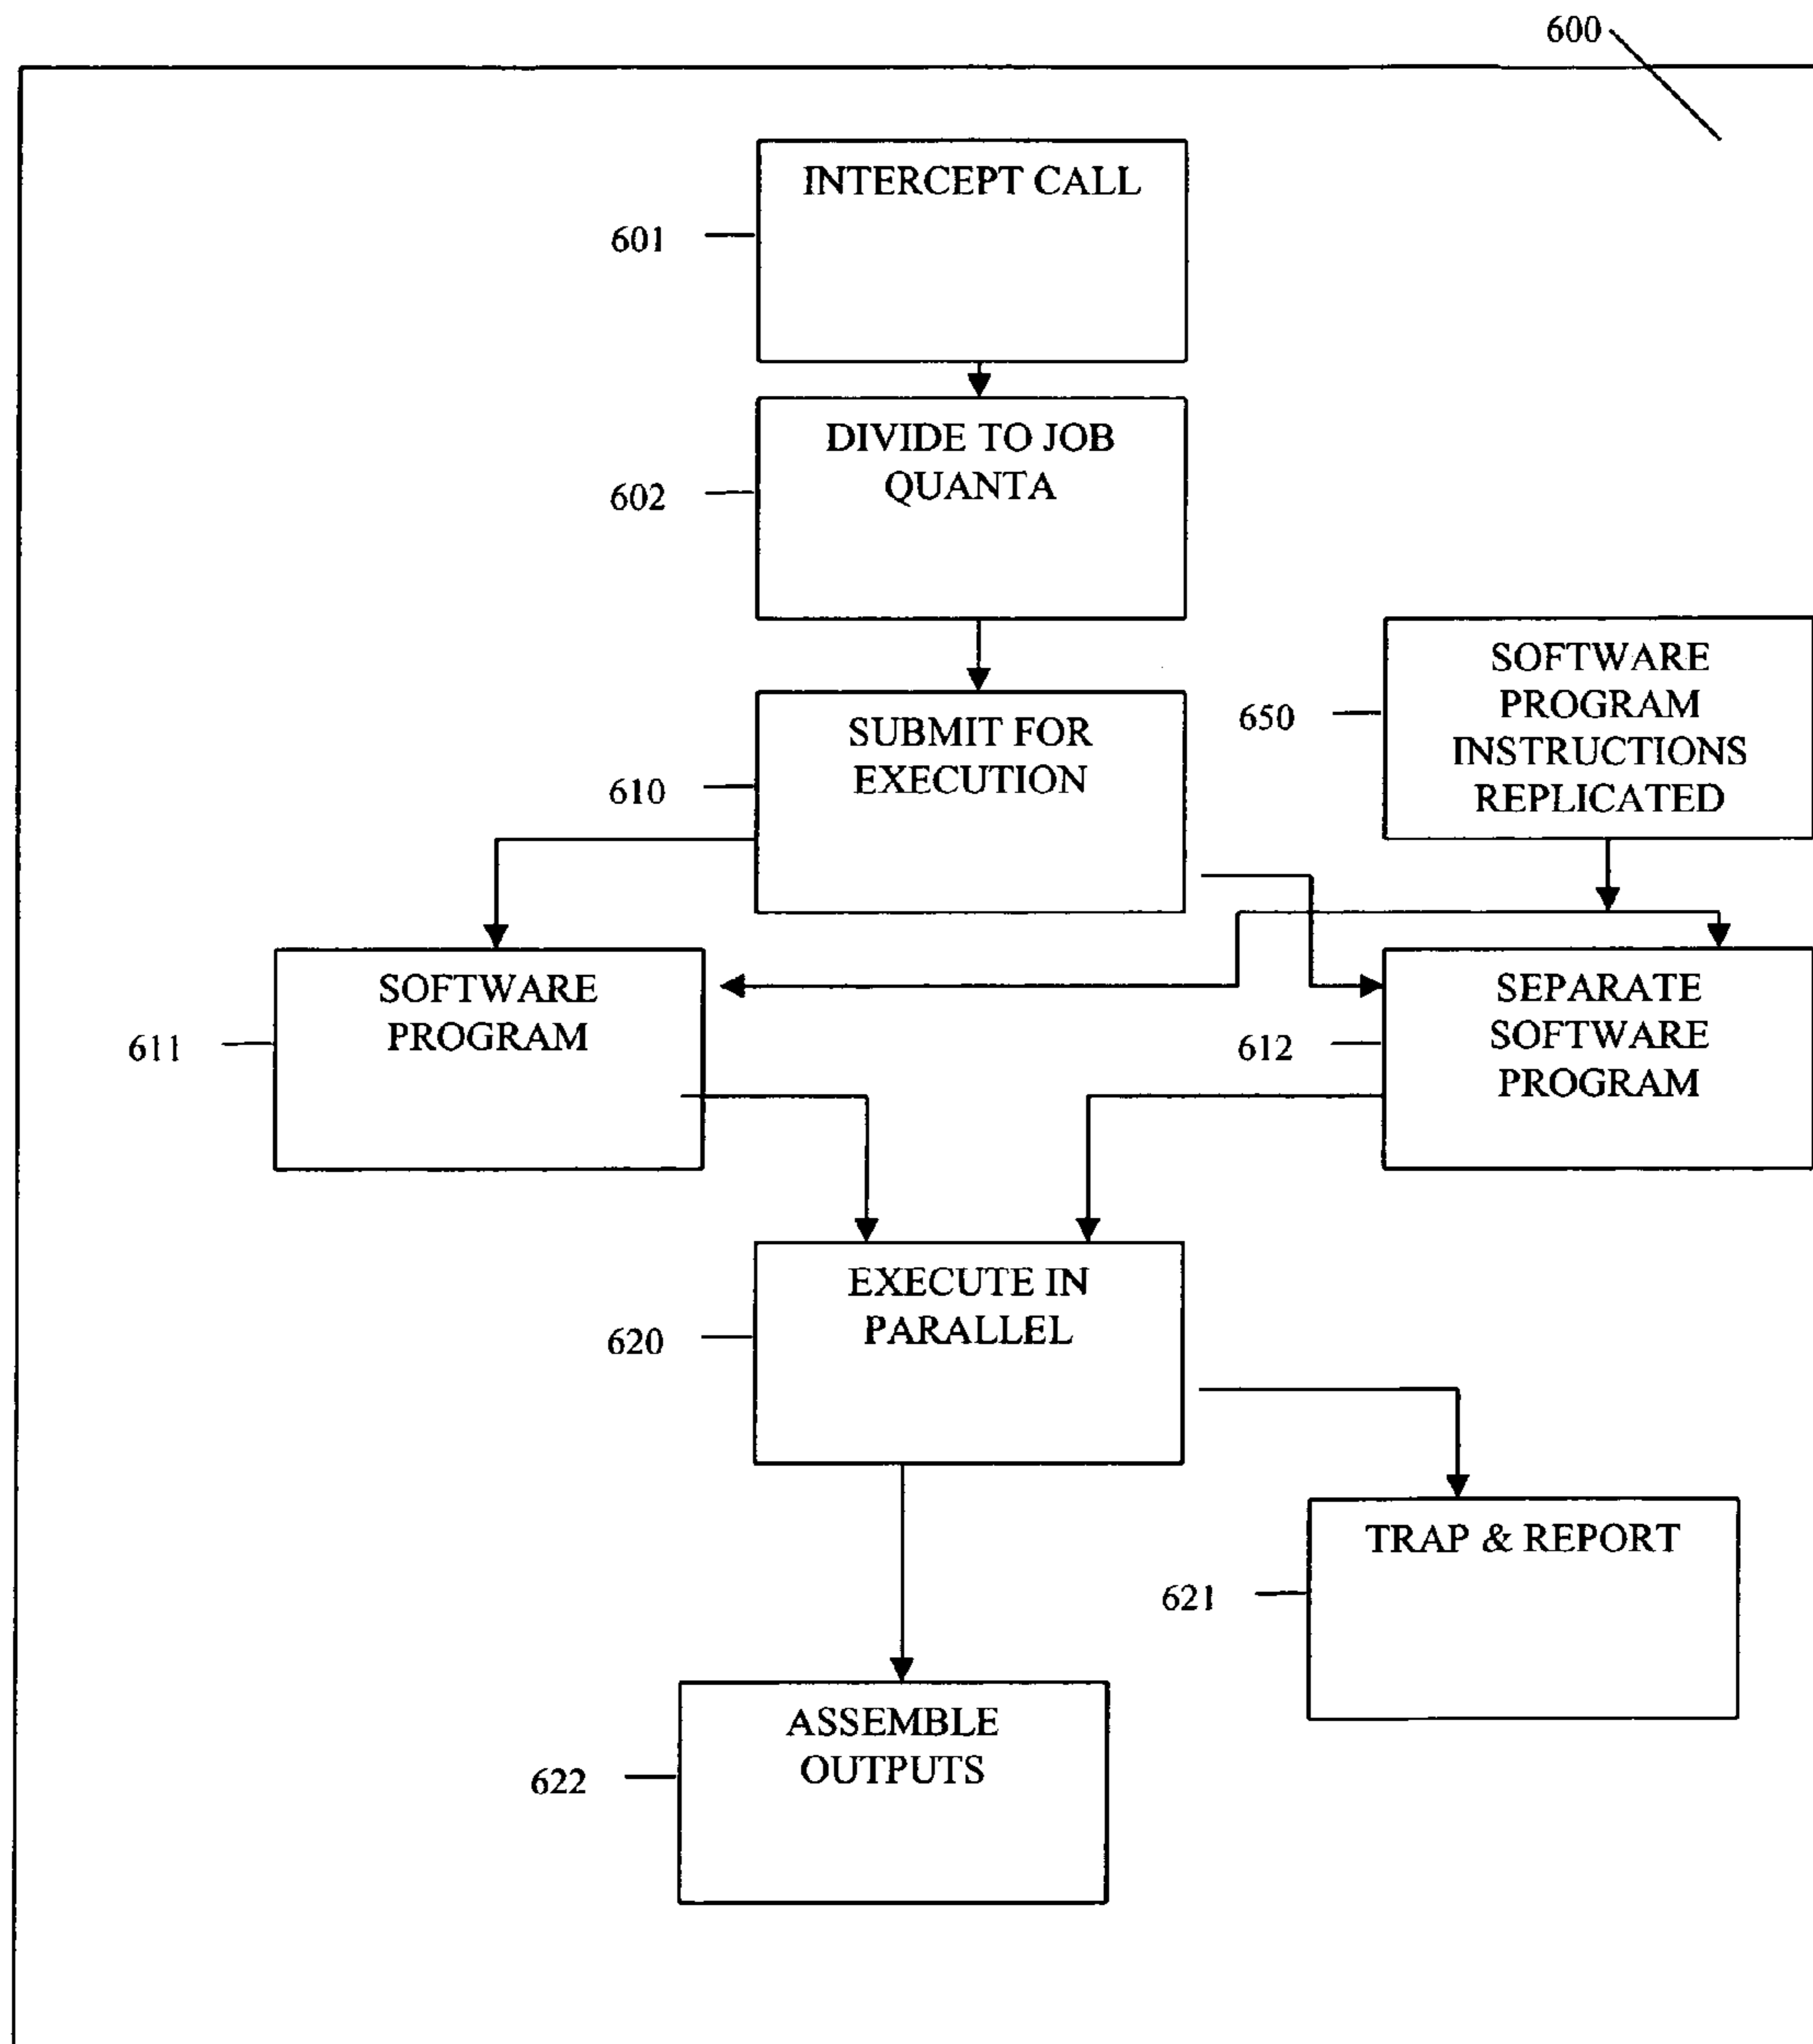 600
INTERCEPT CALL
601
DIVIDE TO JOB
QUANTA
602
SOFTWARE
PROGRAM
INSTRUCTIONS
REPLICATED
650
SUBMIT FOR
EXECUTION
610
SOFTWARE
PROGRAM
611
SEPARATE
SOFTWARE
PROGRAM
612
EXECUTE IN
PARALLEL
620
TRAP & REPORT
621
ASSEMBLE
OUTPUTS
622